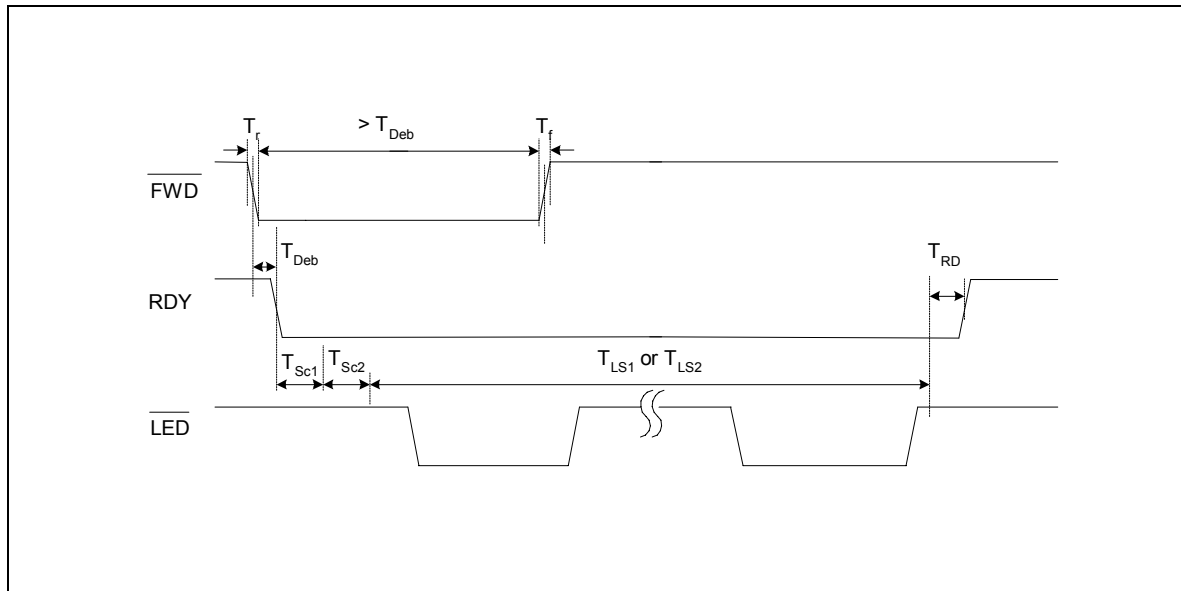 Tr
> TDeb
Tf
FWD
TDeb
TRD
RDY
TSc1
TSc2
TLS1 or TLS2
LED